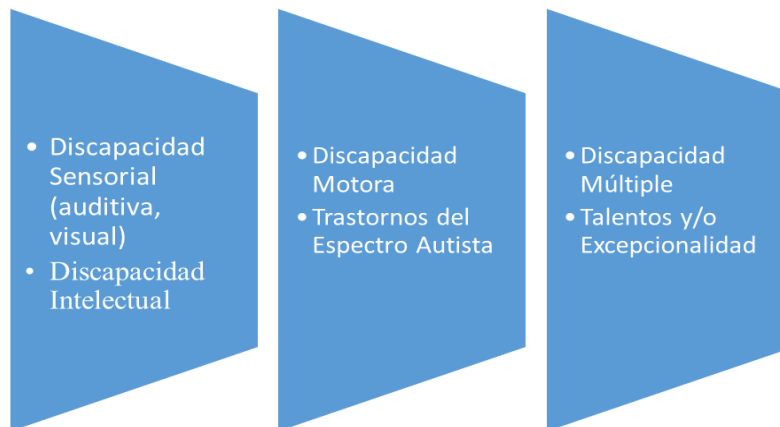 • Discapacidad
Sensorial
(auditiva,
visual)
• Discapacidad
Intelectual
• Discapacidad
Motora
• Trastornos del
Espectro Autista
• Discapacidad
Múltiple
• Talentos y/o
Excepcionalidad